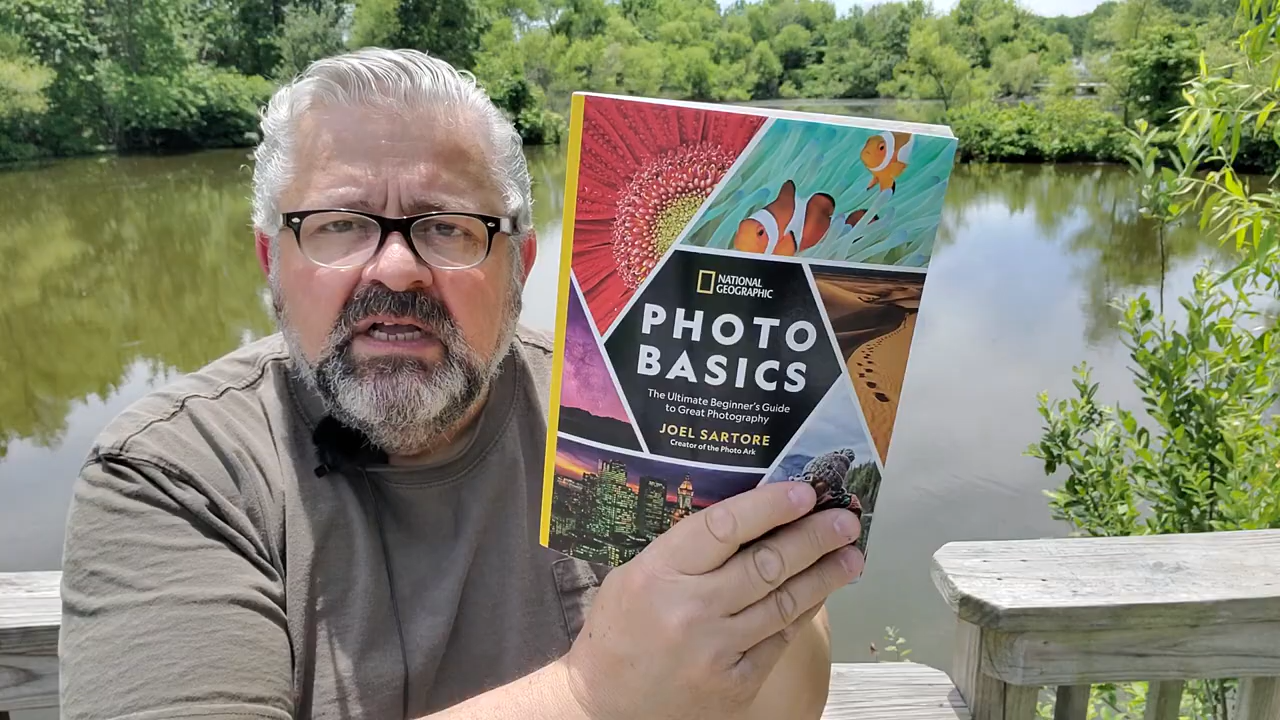 NATIONAL
GEOGRAPHIC
PHOTO
BASICS
The Ultimate Beginner's Guide
to Great Photography
JOEL SARTORE
Creator of the Photo Ark